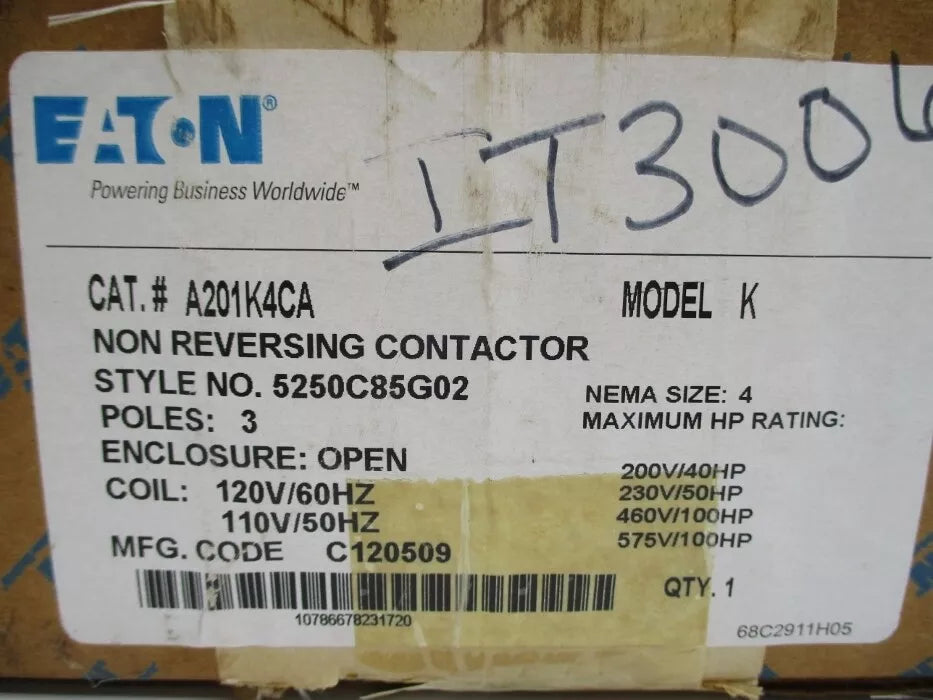 EATON®
Powering Business Worldwide™
IT3006
CAT.# A201K4CA MODEL K
NON REVERSING CONTACTOR
STYLE NO. 5250C85G02
POLES: 3
ENCLOSURE: OPEN
COIL: 120V/60HZ
110V/50HZ
MFG. CODE C120509
10786678231720
NEMA SIZE: 4
MAXIMUM HP RATING:
200V/40HP
230V/50HP
460V/100HP
575V/100HP
QTY. 1
68C2911H05